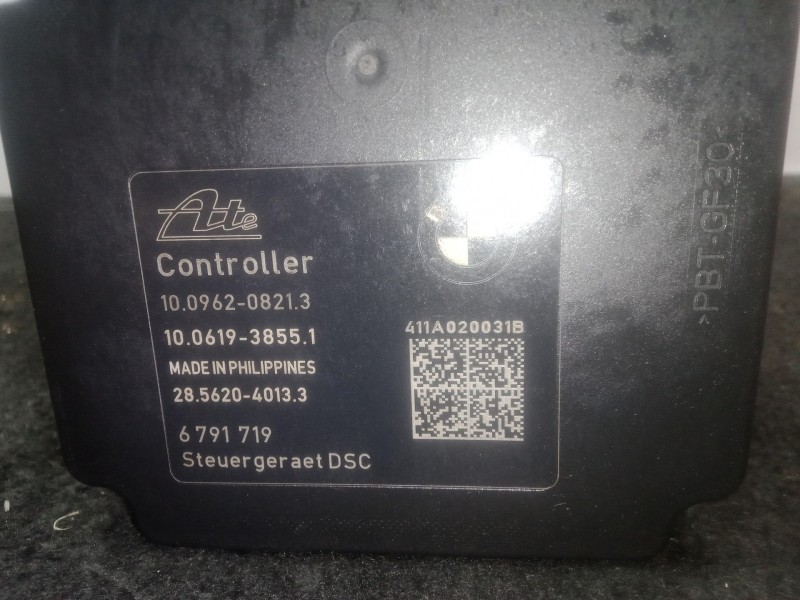 Ate
Controller
10.0962-0821.3
10.0619-3855.1
MADE IN PHILIPPINES
28.5620-4013.3
6 791 719
Steuergeraet DSC
411A020031B
>PBT-GF30<